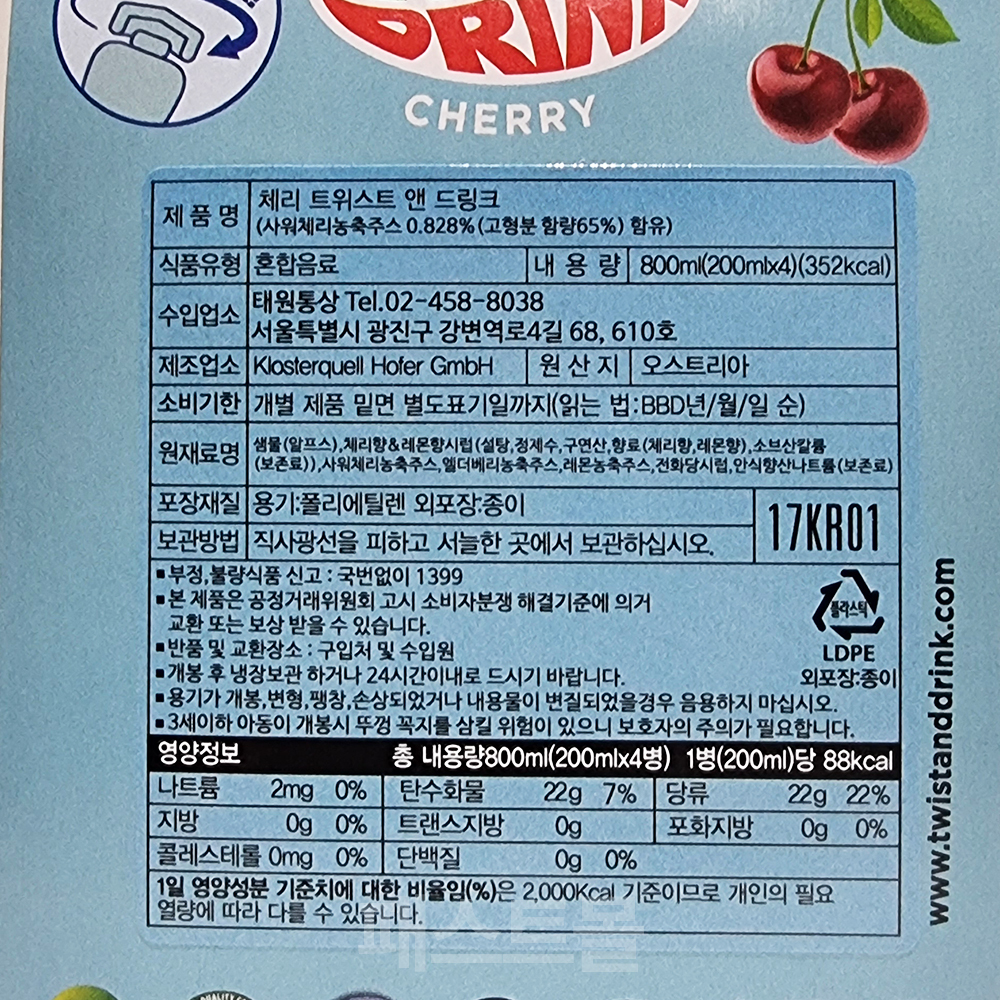 DRINK
CHERRY
제 품 명 체리 트위스트 앤 드링크
(사워체리농축주스 0.828%(고형분 함량65%) 함유)
식품유형 혼합음료 내 용 량 800ml(200mlx4)(352kcal)
수입업소 태원통상 Tel.02-458-8038
서울특별시 광진구 강변역로4길 68, 610호
제조업소 Klosterquell Hofer GmbH 원 산 지 오스트리아
소비기한 개별 제품 밑면 별도표기일까지(읽는 법:BBD년/월/일 순)
원재료명 샘물(알프스),체리향&레몬향시럽(설탕,정제수,구연산,향료(체리향,레몬향),소브산칼륨
(보존료)),사워체리농축주스,엘더베리농축주스,레몬농축주스,전화당시럽,안식향산나트륨(보존료)
포장재질 용기:폴리에틸렌 외포장:종이
17KR01
보관방법 직사광선을 피하고 서늘한 곳에서 보관하십시오.
▪부정,불량식품 신고 : 국번없이 1399
▪본 제품은 공정거래위원회 고시 소비자분쟁 해결기준에 의거
교환 또는 보상 받을 수 있습니다.
▪반품 및 교환장소 : 구입처 및 수입원
▪개봉 후 냉장보관 하거나 24시간이내로 드시기 바랍니다.
▪용기가 개봉,변형,팽창,손상되었거나 내용물이 변질되었을경우 음용하지 마십시오.
▪3세이하 아동이 개봉시 뚜껑 꼭지를 삼킬 위험이 있으니 보호자의 주의가 필요합니다.
플라스틱
LDPE
외포장:종이
영양정보 총 내용량800ml(200mlx4병) 1병(200ml)당 88kcal
나트륨 2mg 0% 탄수화물 22g 7% 당류 22g 22%
지방 0g 0% 트랜스지방 0g 포화지방 0g 0%
콜레스테롤 0mg 0% 단백질 0g 0%
1일 영양성분 기준치에 대한 비율임(%)은 2,000Kcal 기준이므로 개인의 필요
열량에 따라 다를 수 있습니다.
www.twistanddrink.com
패스트몰